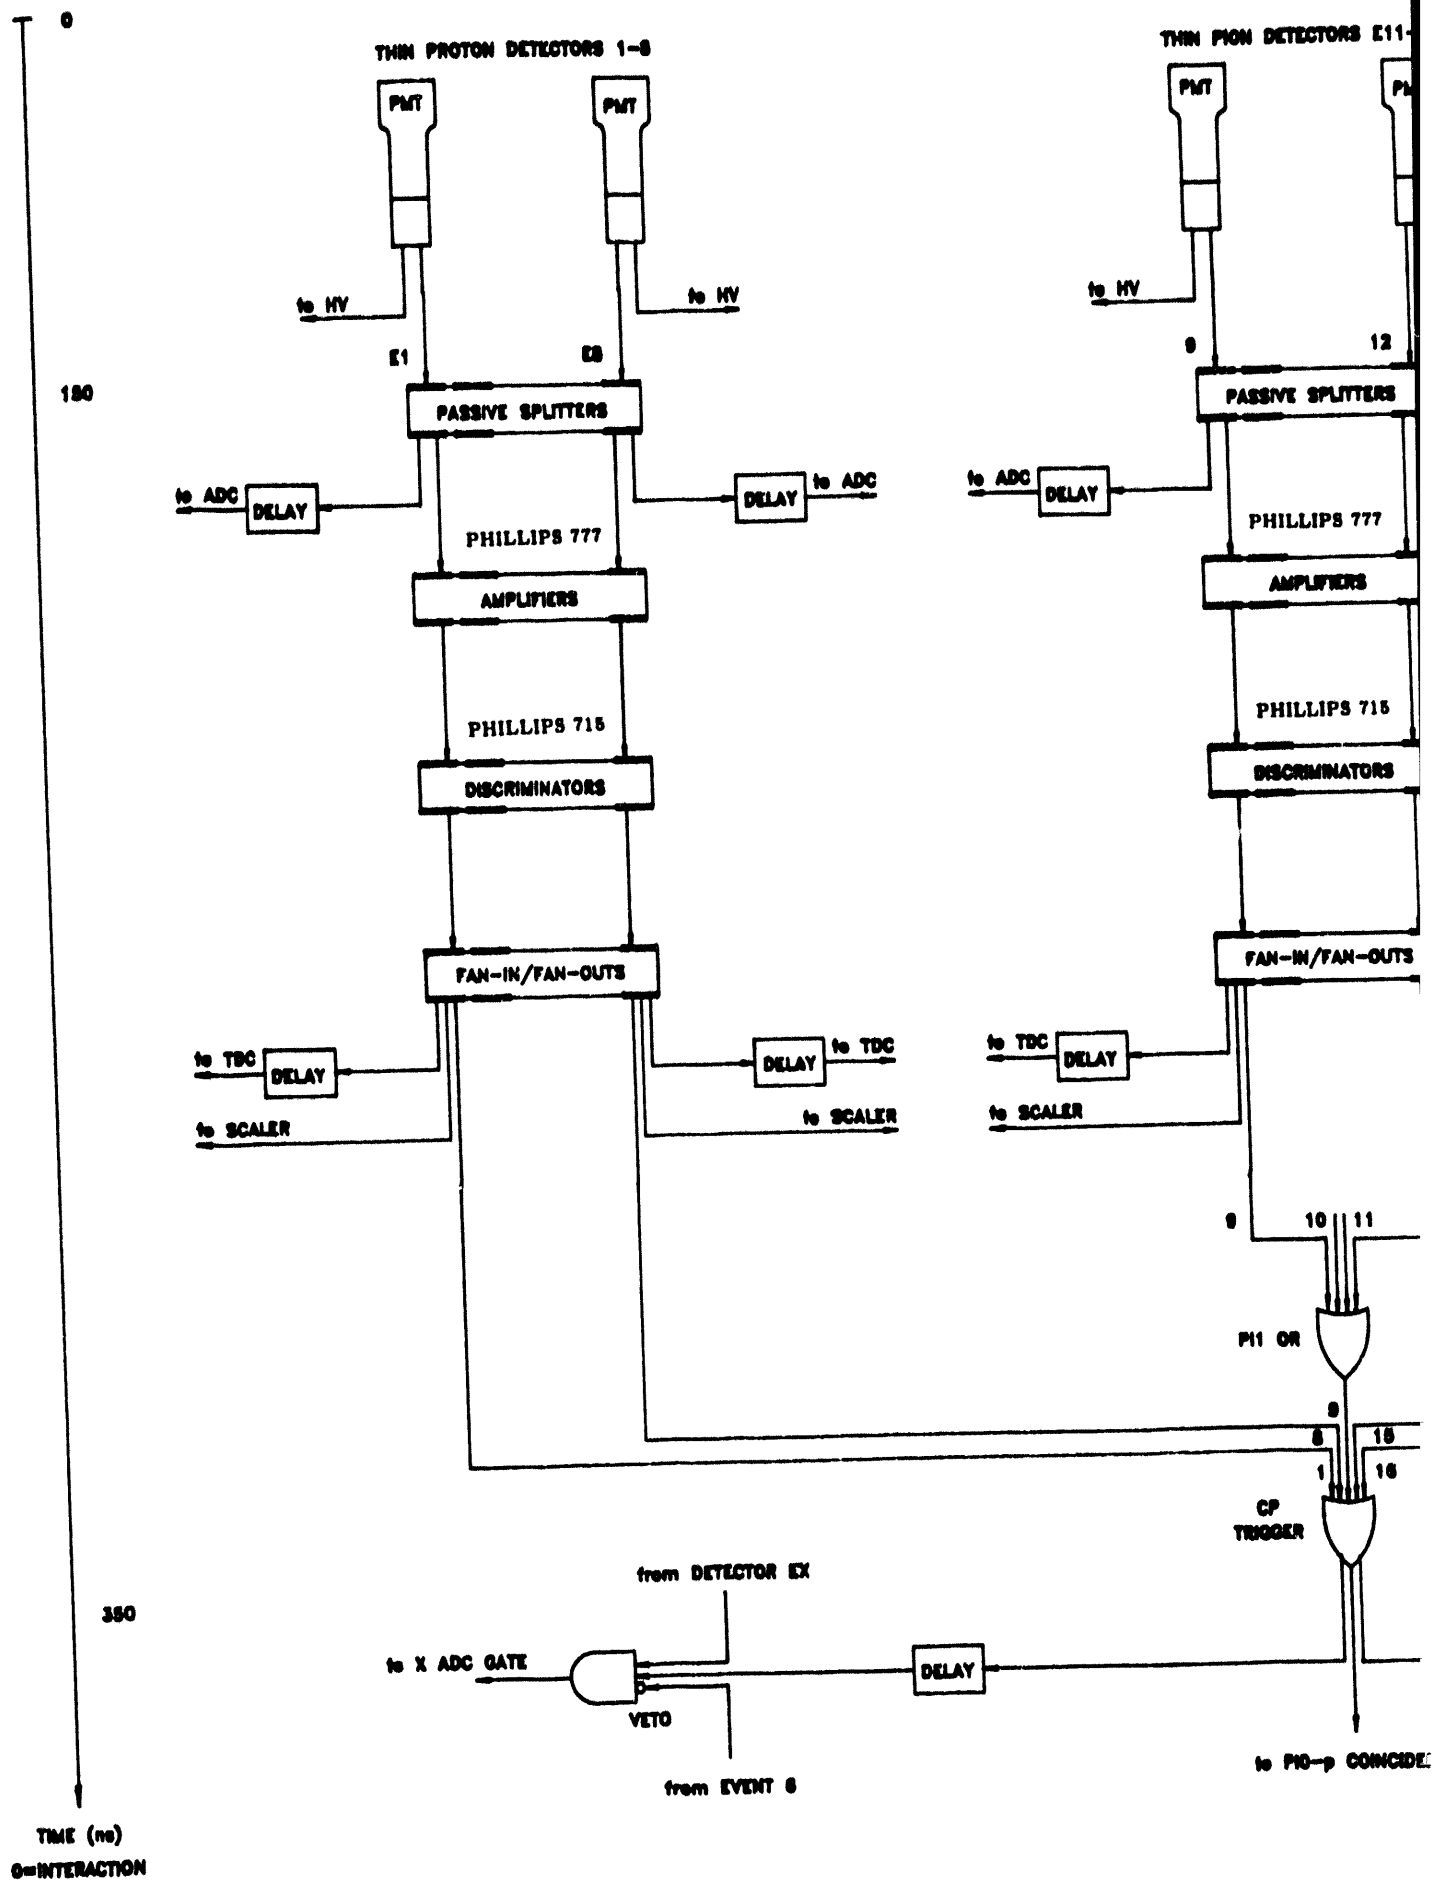 0
THIN PROTON DETECTORS 1-8
THIN PION DETECTORS E11-
PMT
PMT
PMT
to HV
to HV
to HV
E1
E8
9
12
150
PASSIVE SPLITTERS
PASSIVE SPLITTERS
to ADC
DELAY
DELAY
to ADC
to ADC
DELAY
PHILLIPS 777
PHILLIPS 777
AMPLIFIERS
AMPLIFIERS
PHILLIPS 715
PHILLIPS 715
DISCRIMINATORS
DISCRIMINATORS
FAN-IN/FAN-OUTS
FAN-IN/FAN-OUTS
to TDC
DELAY
DELAY
to TDC
to TDC
DELAY
to SCALER
to SCALER
to SCALER
9
10
11
PI1 OR
9
8
15
1
16
CP
TRIGGER
from DETECTOR EX
350
to X ADC GATE
DELAY
VETO
from EVENT 6
to PI0-p COINCIDE
TIME (ns)
0=INTERACTION